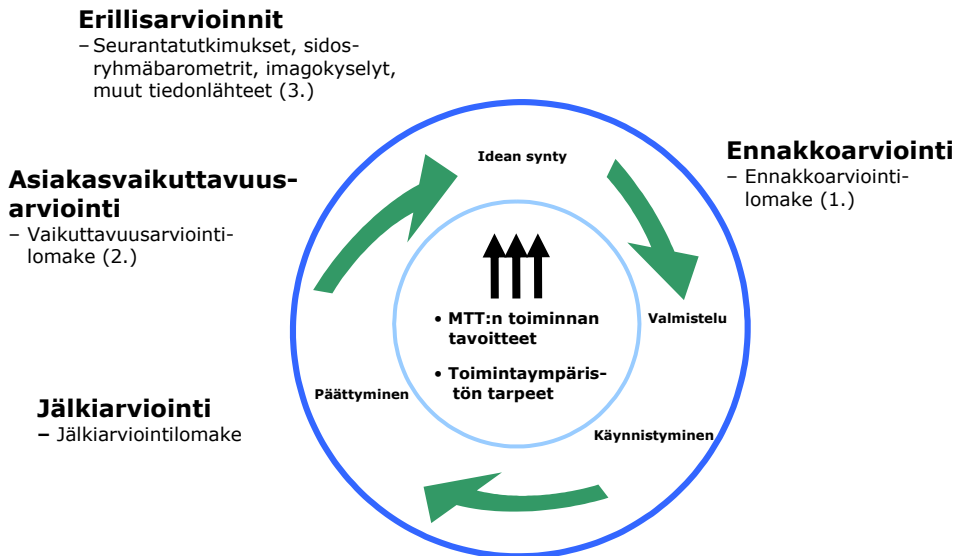 Erillisarvioinnit
– Seurantatutkimukset, sidos-
ryhmäbarometrit, imagokyselyt,
muut tiedonlähteet (3.)
Idean synty
Ennakkoarviointi
– Ennakkoarviointi-
lomake (1.)
Asiakasvaikuttavuus-
arviointi
– Vaikuttavuusarviointi-
lomake (2.)
• MTT:n toiminnan
tavoitteet
Valmistelu
• Toimintaympäris-
tön tarpeet
Päättyminen
Jälkiarviointi
– Jälkiarviointilomake
Käynnistyminen